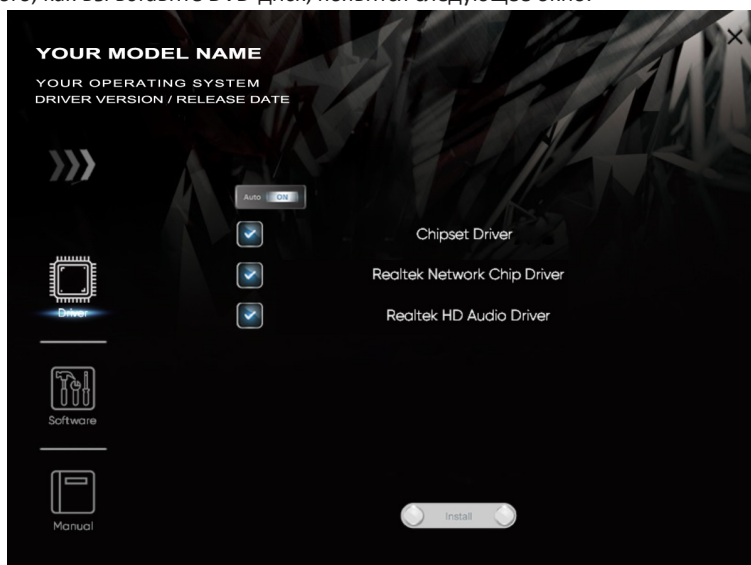 как вы вставите DVD-диск, появится следующее окно:
YOUR MODEL NAME
YOUR OPERATING SYSTEM
DRIVER VERSION / RELEASE DATE
Auto ON
Chipset Driver
Realtek Network Chip Driver
Realtek HD Audio Driver
Driver
Software
Manual
Install